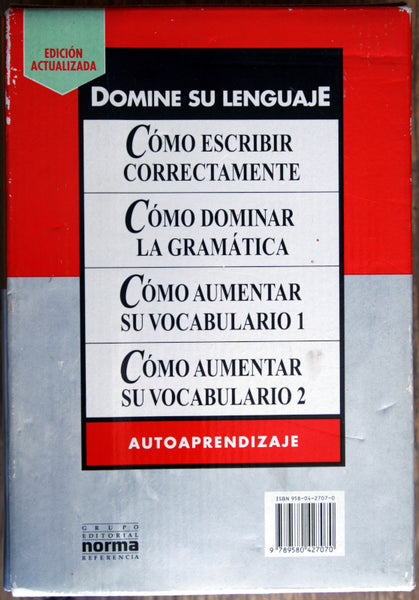 EDICIÓN
ACTUALIZADA
DOMINE SU LENGUAJE
CÓMO ESCRIBIR
CORRECTAMENTE
CÓMO DOMINAR
LA GRAMÁTICA
CÓMO AUMENTAR
SU VOCABULARIO 1
CÓMO AUMENTAR
SU VOCABULARIO 2
AUTOAPRENDIZAJE
GRUPO
EDITORIAL
norma
REFERENCIA
ISBN 958-04-2707-0
9 789580 427070